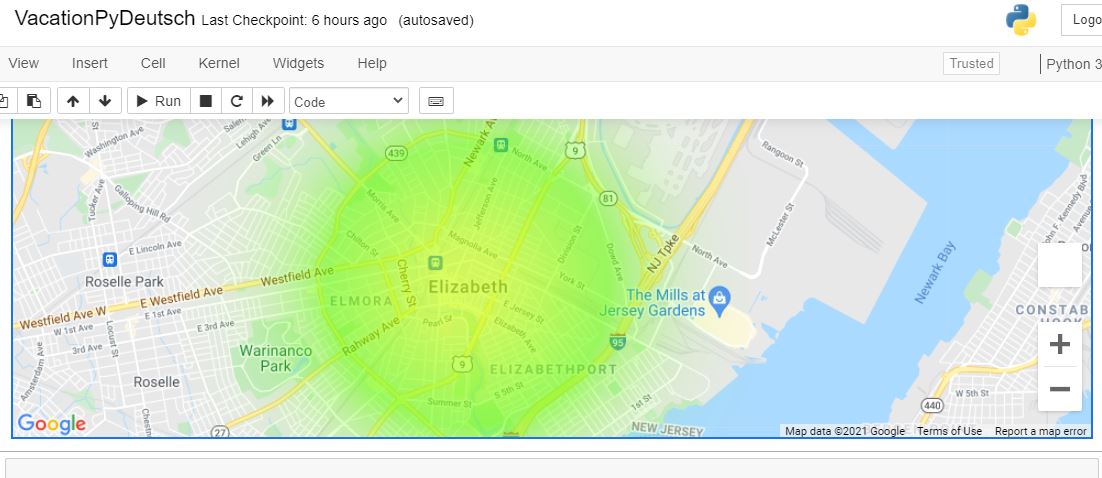 VacationPyDeutsch Last Checkpoint: 6 hours ago (autosaved)
Logo
View Insert Cell Kernel Widgets Help
Trusted
Python 3
Run
Code
Washington Ave
Lehigh Ave
Green Ln
439
Newark A
North Ave
9
Rangoon St
Tucker Ave
Galloping Hill Rd
Morris Ave
Jefferson Ave
81
McLester St
E Lincoln Ave
Chilton St
Magnolia Ave
Division St
Dowd Ave
NJ Tpke
North Ave
Newark Bay
John F. Kennedy Blvd
Avenue
Roselle Park
Westfield Ave
Cherry St
York St
Elizabeth
ELMORA
The Mills at
Jersey Gardens
E Westfield Ave
Westfield Ave W
E 1st Ave
W 1st Ave
E 3rd Ave
3rd Ave
Locust St
E Jersey St
Pearl St
Elizabeth Ave
CONSTAB
HOOK
Rahway Ave
95
Warinanco
Park
9
ELIZABETHPORT
Amsterdam Ave
Roselle
S 5th St
Summer St
1st St
W 5th St
440
Chestn
27
NEW JERSEY
Google
Map data ©2021 Google Terms of Use Report a map error